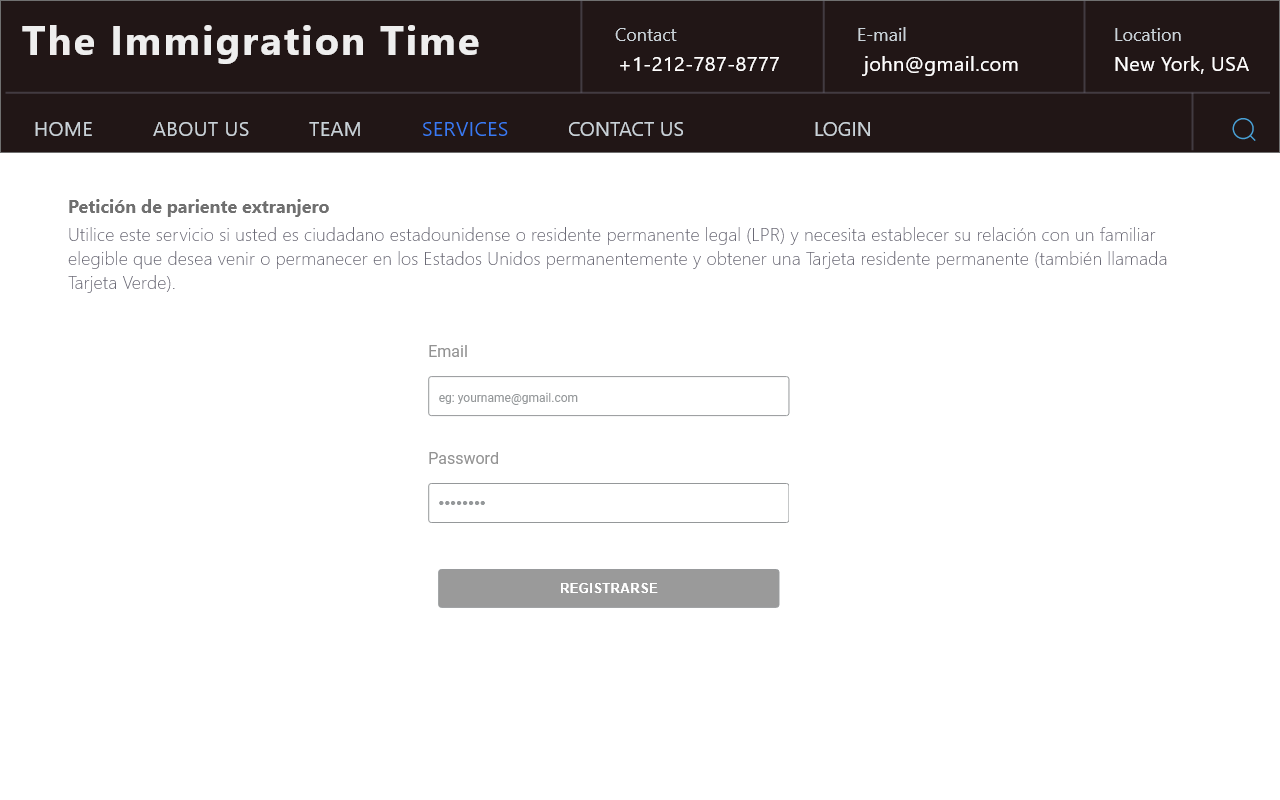 The Immigration Time
Contact
+1-212-787-8777
E-mail
john@gmail.com
Location
New York, USA
HOME
ABOUT US
TEAM
SERVICES
CONTACT US
LOGIN
Petición de pariente extranjero
Utilice este servicio si usted es ciudadano estadounidense o residente permanente legal (LPR) y necesita establecer su relación con un familiar
elegible que desea venir o permanecer en los Estados Unidos permanentemente y obtener una Tarjeta residente permanente (también llamada
Tarjeta Verde).
Email
eg: yourname@gmail.com
Password
••••••••
REGISTRARSE